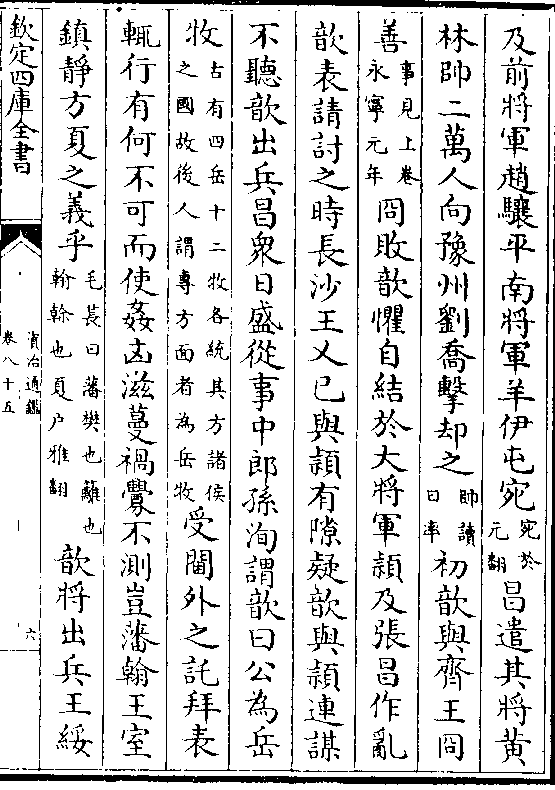 及前將軍趙驤平南將軍羊伊屯宛宛於元翻昌遣其將黄
林帥二萬人向豫州劉喬擊却之帥讀曰率初歆與齊王冏
善事見上卷永寧元年冏敗歆懼自結於大將軍頴及張昌作亂
歆表請討之時長沙王乂已與頴有隙疑歆與頴連謀
不聽歆出兵昌衆日盛從事中郎孫洵謂歆曰公為岳
牧古有四岳十二牧各統其方諸侯之國故後人謂專方面者為岳牧受閫外之託拜表
輒行有何不可而使姦凶滋蔓禍釁不測豈藩翰王室
鎮靜方夏之義乎毛萇曰藩樊也籬也翰榦也夏户雅翻歆將出兵王綏
欽定四庫全書
資治通鑑
卷八十五
六